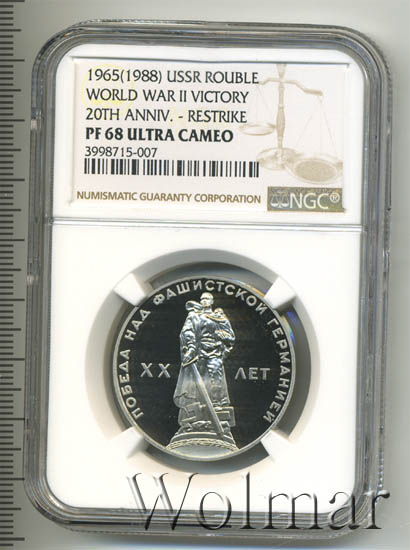 1965(1988) USSR ROUBLE
WORLD WAR II VICTORY
20TH ANNIV. - RESTRIKE
PF 68 ULTRA CAMEO
3998715-007
NUMISMATIC GUARANTY CORPORATION
NGC®
ПОБЕДА НАД ФАШИСТСКОЙ ГЕРМАНИЕЙ
XX ЛЕТ
Wolmar